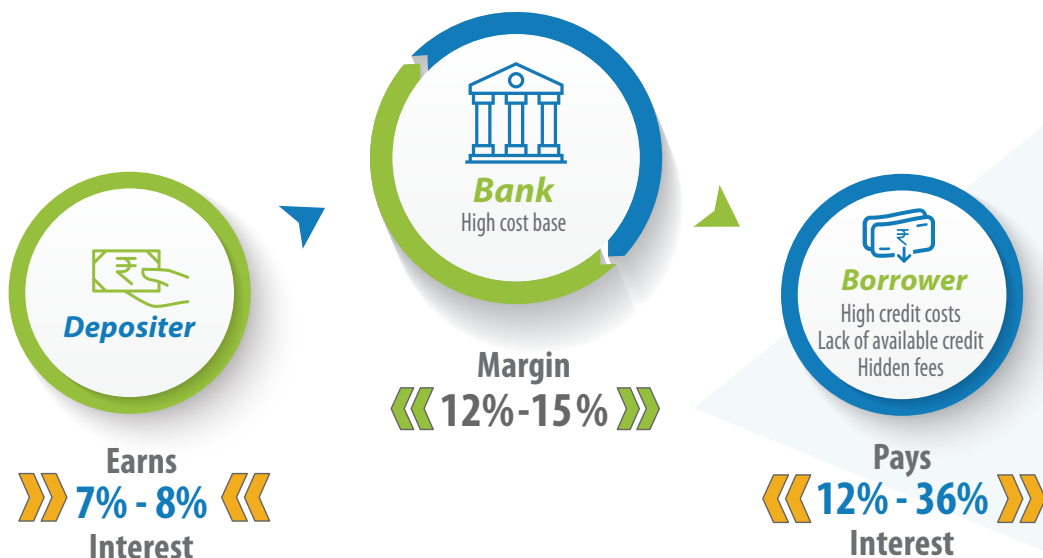 ₹
Depositer
Earns
7% - 8%
Interest
Bank
High cost base
Margin
12%-15%
₹
Borrower
High credit costs
Lack of available credit
Hidden fees
Pays
12% - 36%
Interest